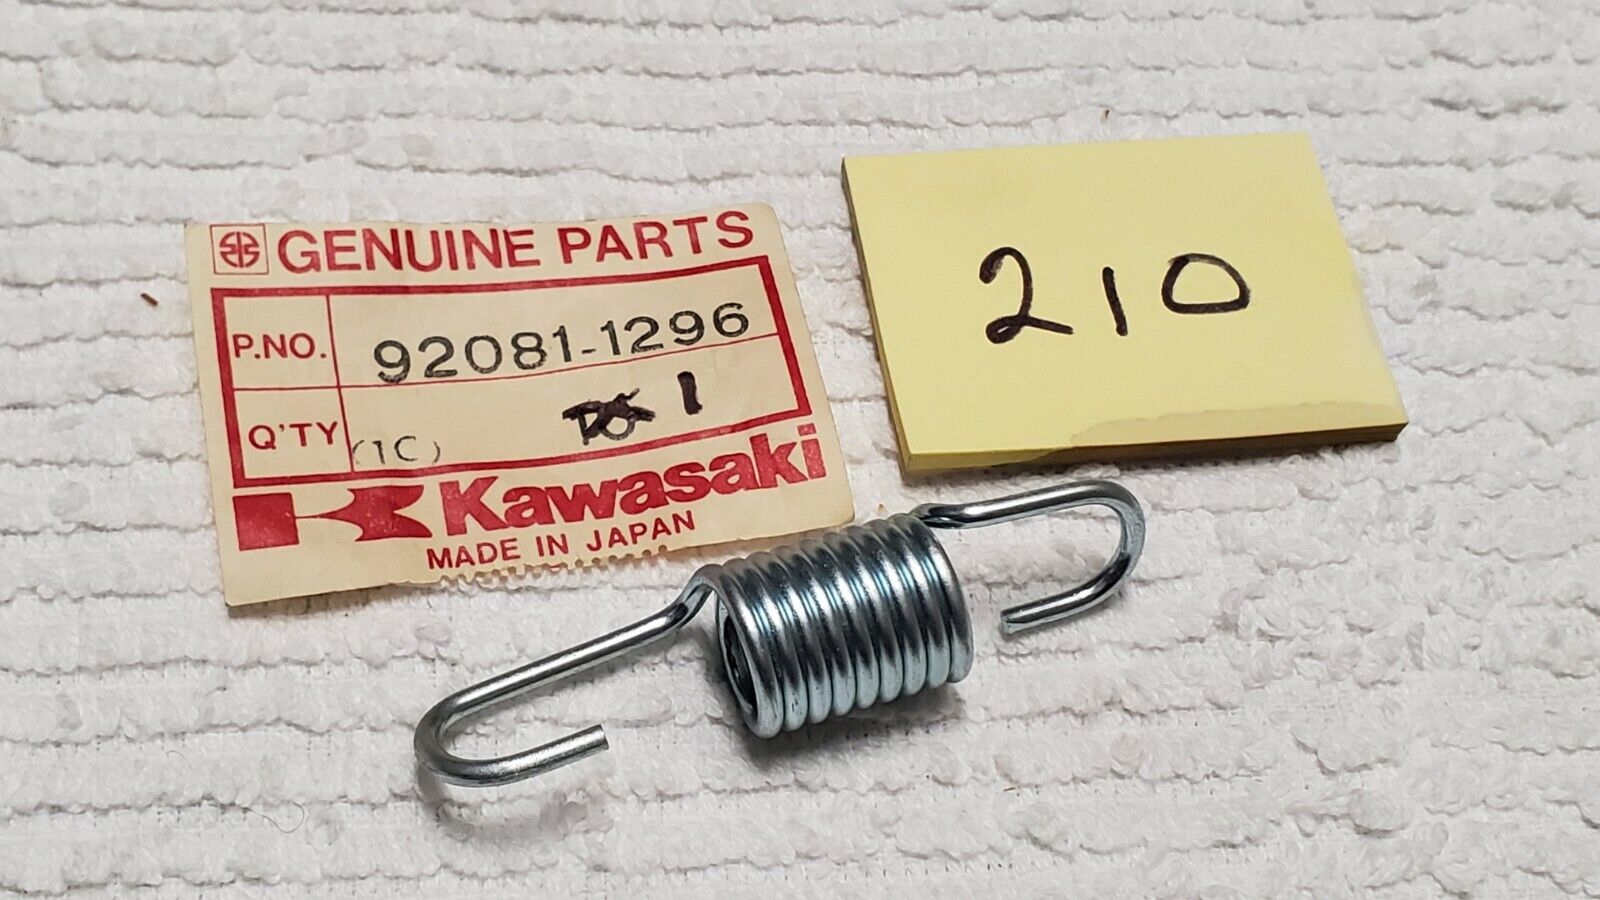 GENUINE PARTS
P.NO. 92081-1296
Q'TY (1C) 1
Kawasaki
MADE IN JAPAN
210